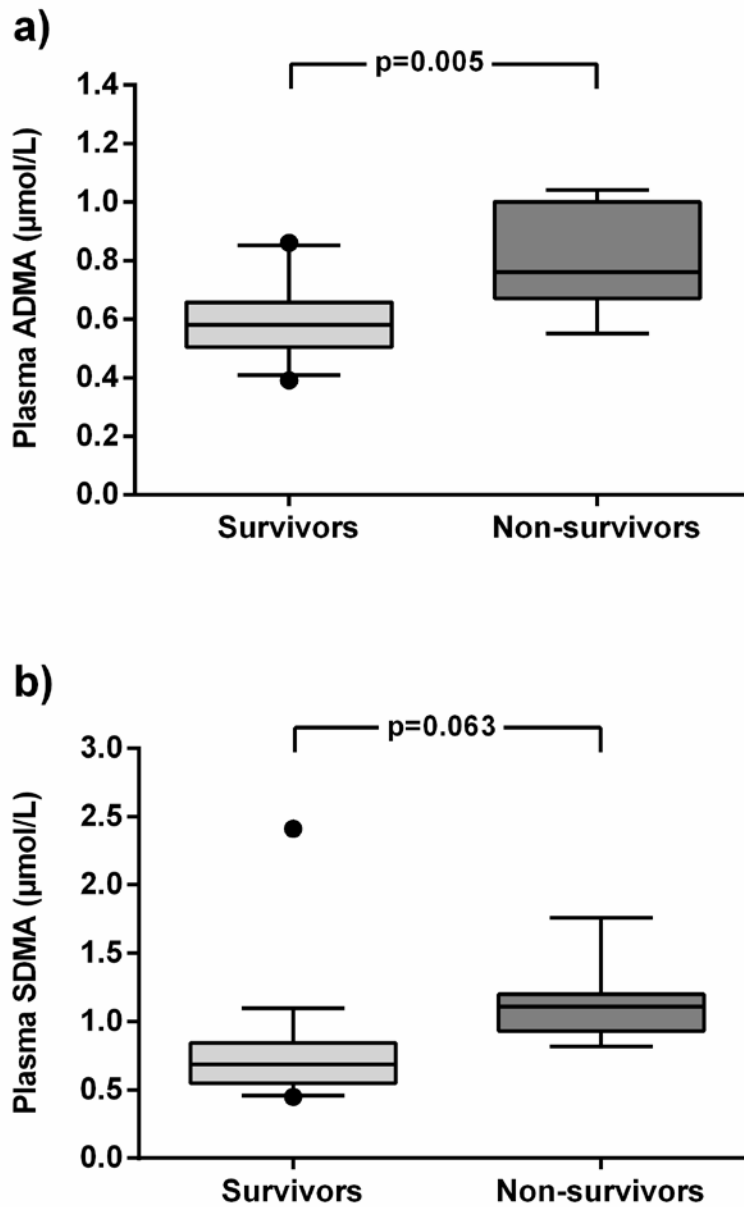 a)
p=0.005
Plasma ADMA (µmol/L)
1.4
1.2
1.0
0.8
0.6
0.4
0.2
0.0
Survivors Non-survivors
b)
p=0.063
Plasma SDMA (µmol/L)
3.0
2.5
2.0
1.5
1.0
0.5
0.0
Survivors Non-survivors